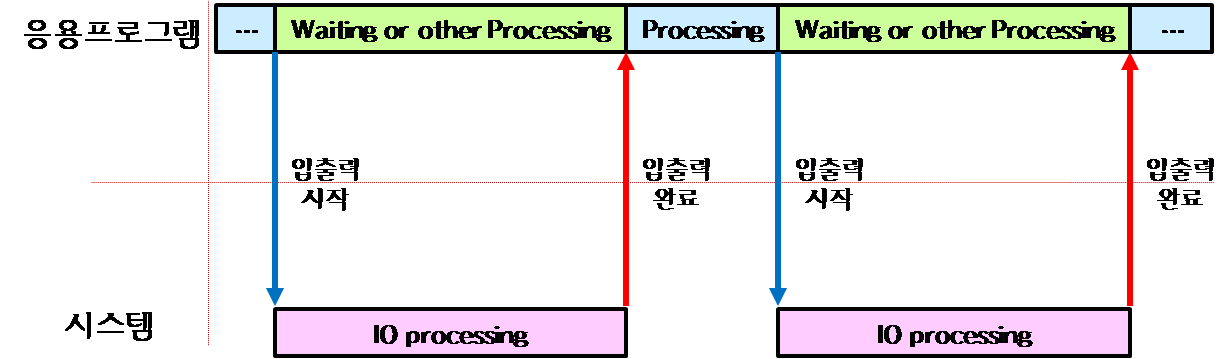 응용프로그램
---
Waiting or other Processing
Processing
Waiting or other Processing
---
입출력
시작
입출력
완료
입출력
시작
입출력
완료
시스템
IO processing
IO processing